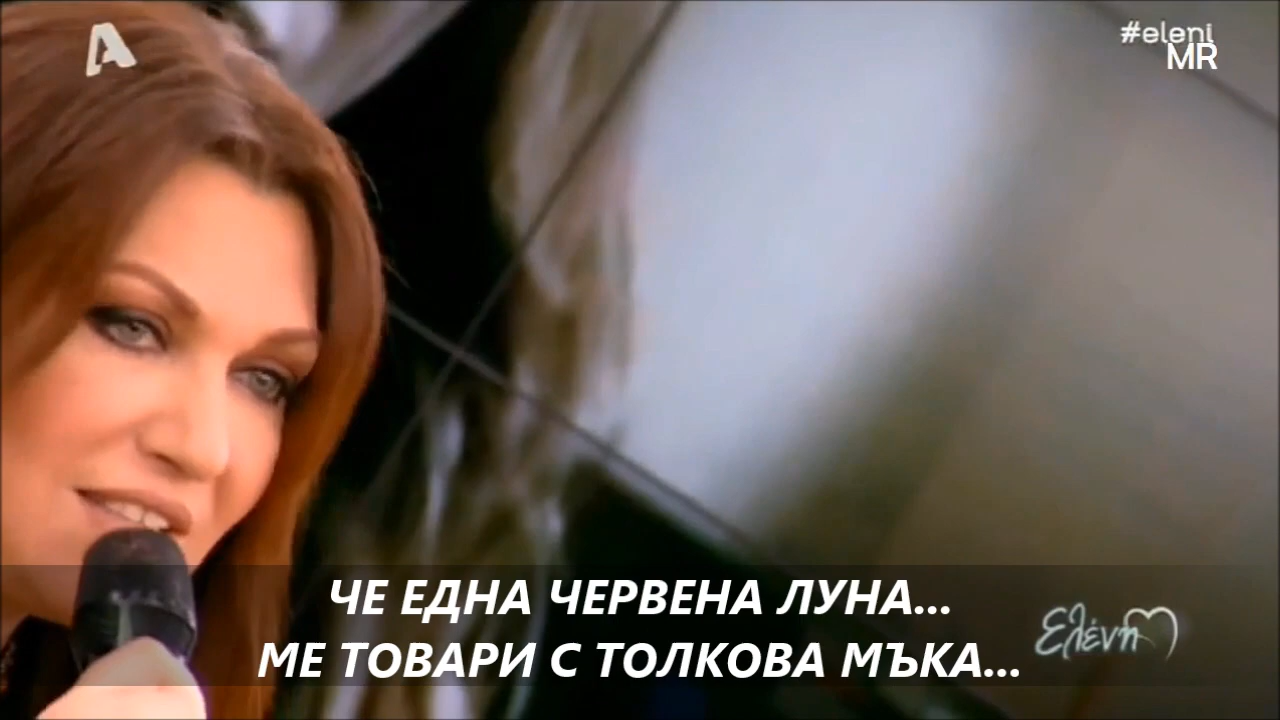 A
#eleni
MR
ЧЕ ЕДНА ЧЕРВЕНА ЛУНА...
МЕ ТОВАРИ С ТОЛКОВА МЪКА...
Ελένη